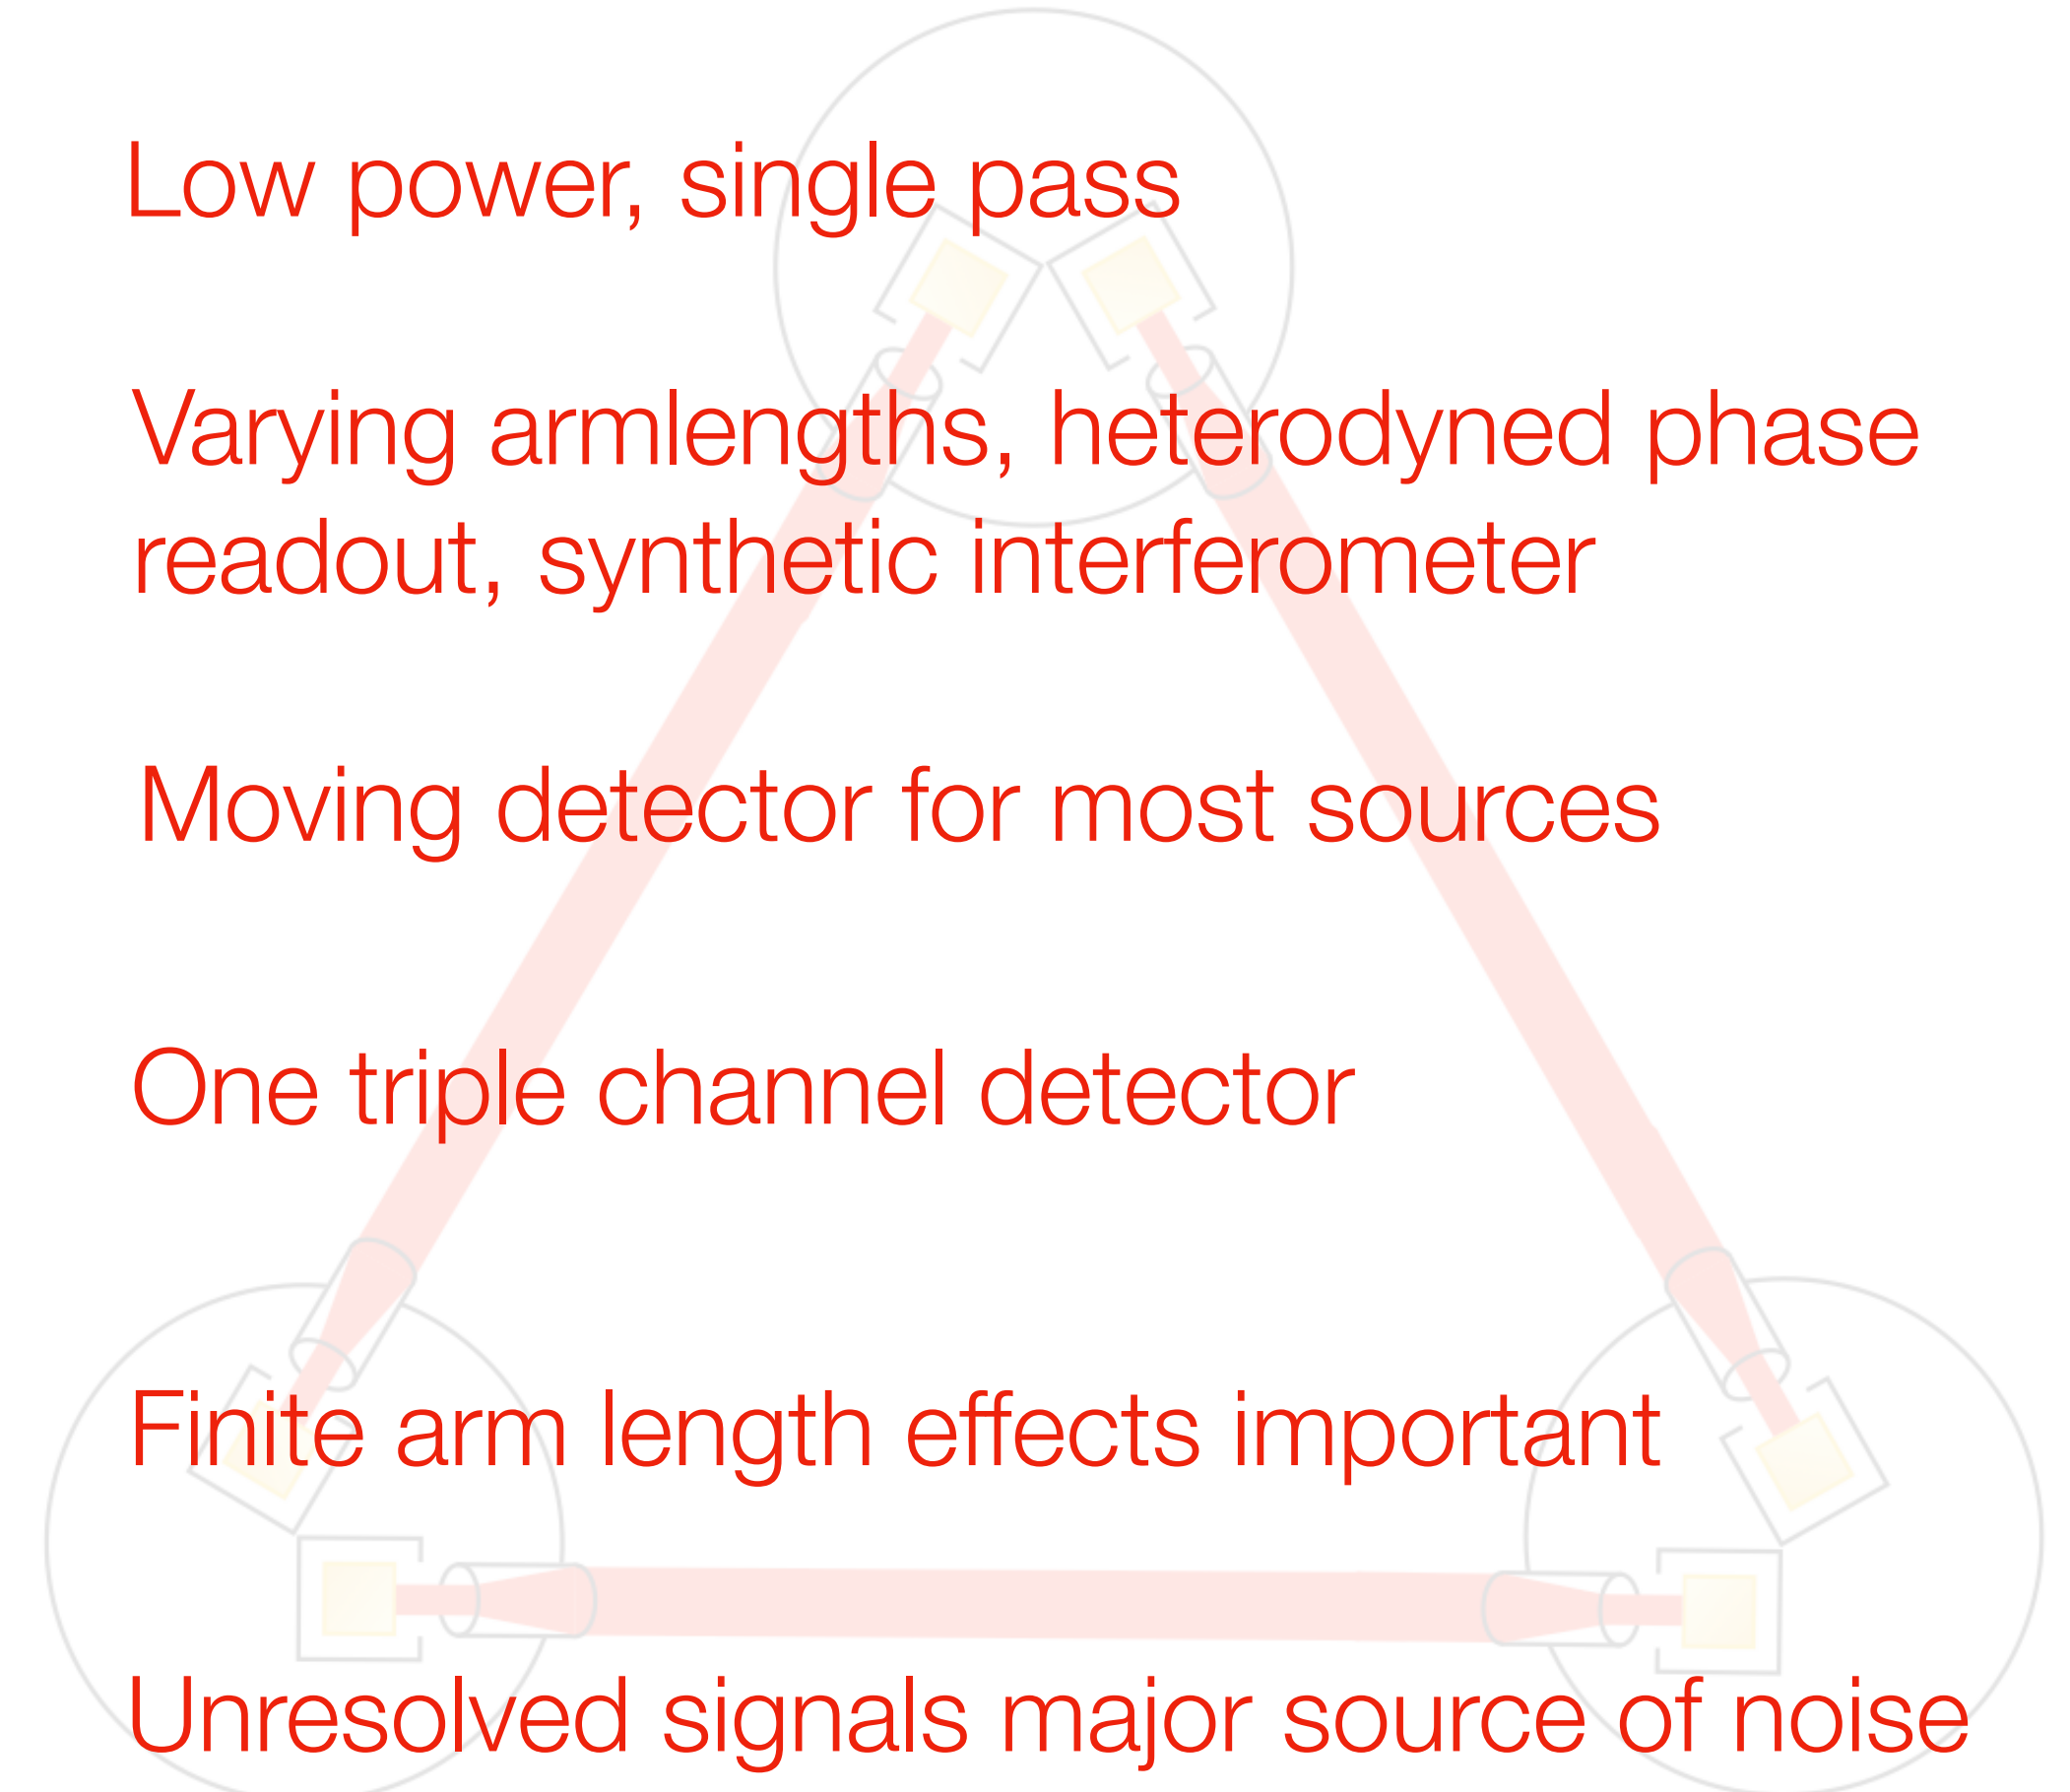 Low power, single pass
Varying armlengths, heterodyned phase
readout, synthetic interferometer
Moving detector for most sources
One triple channel detector
Finite arm length effects important
Unresolved signals major source of noise